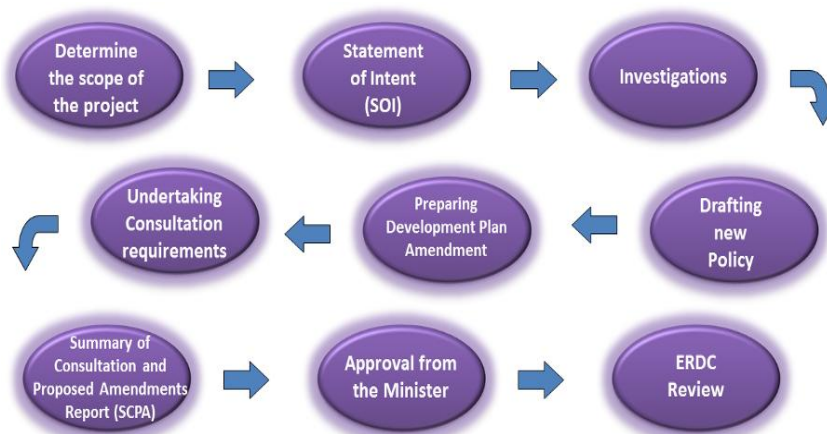 Determine
the scope of
the project
Statement
of Intent
(SOI)
Investigations
Drafting
new
Policy
Preparing
Development Plan
Amendment
Undertaking
Consultation
requirements
Summary of
Consultation and
Proposed Amendments
Report (SCPA)
Approval from
the Minister
ERDC
Review